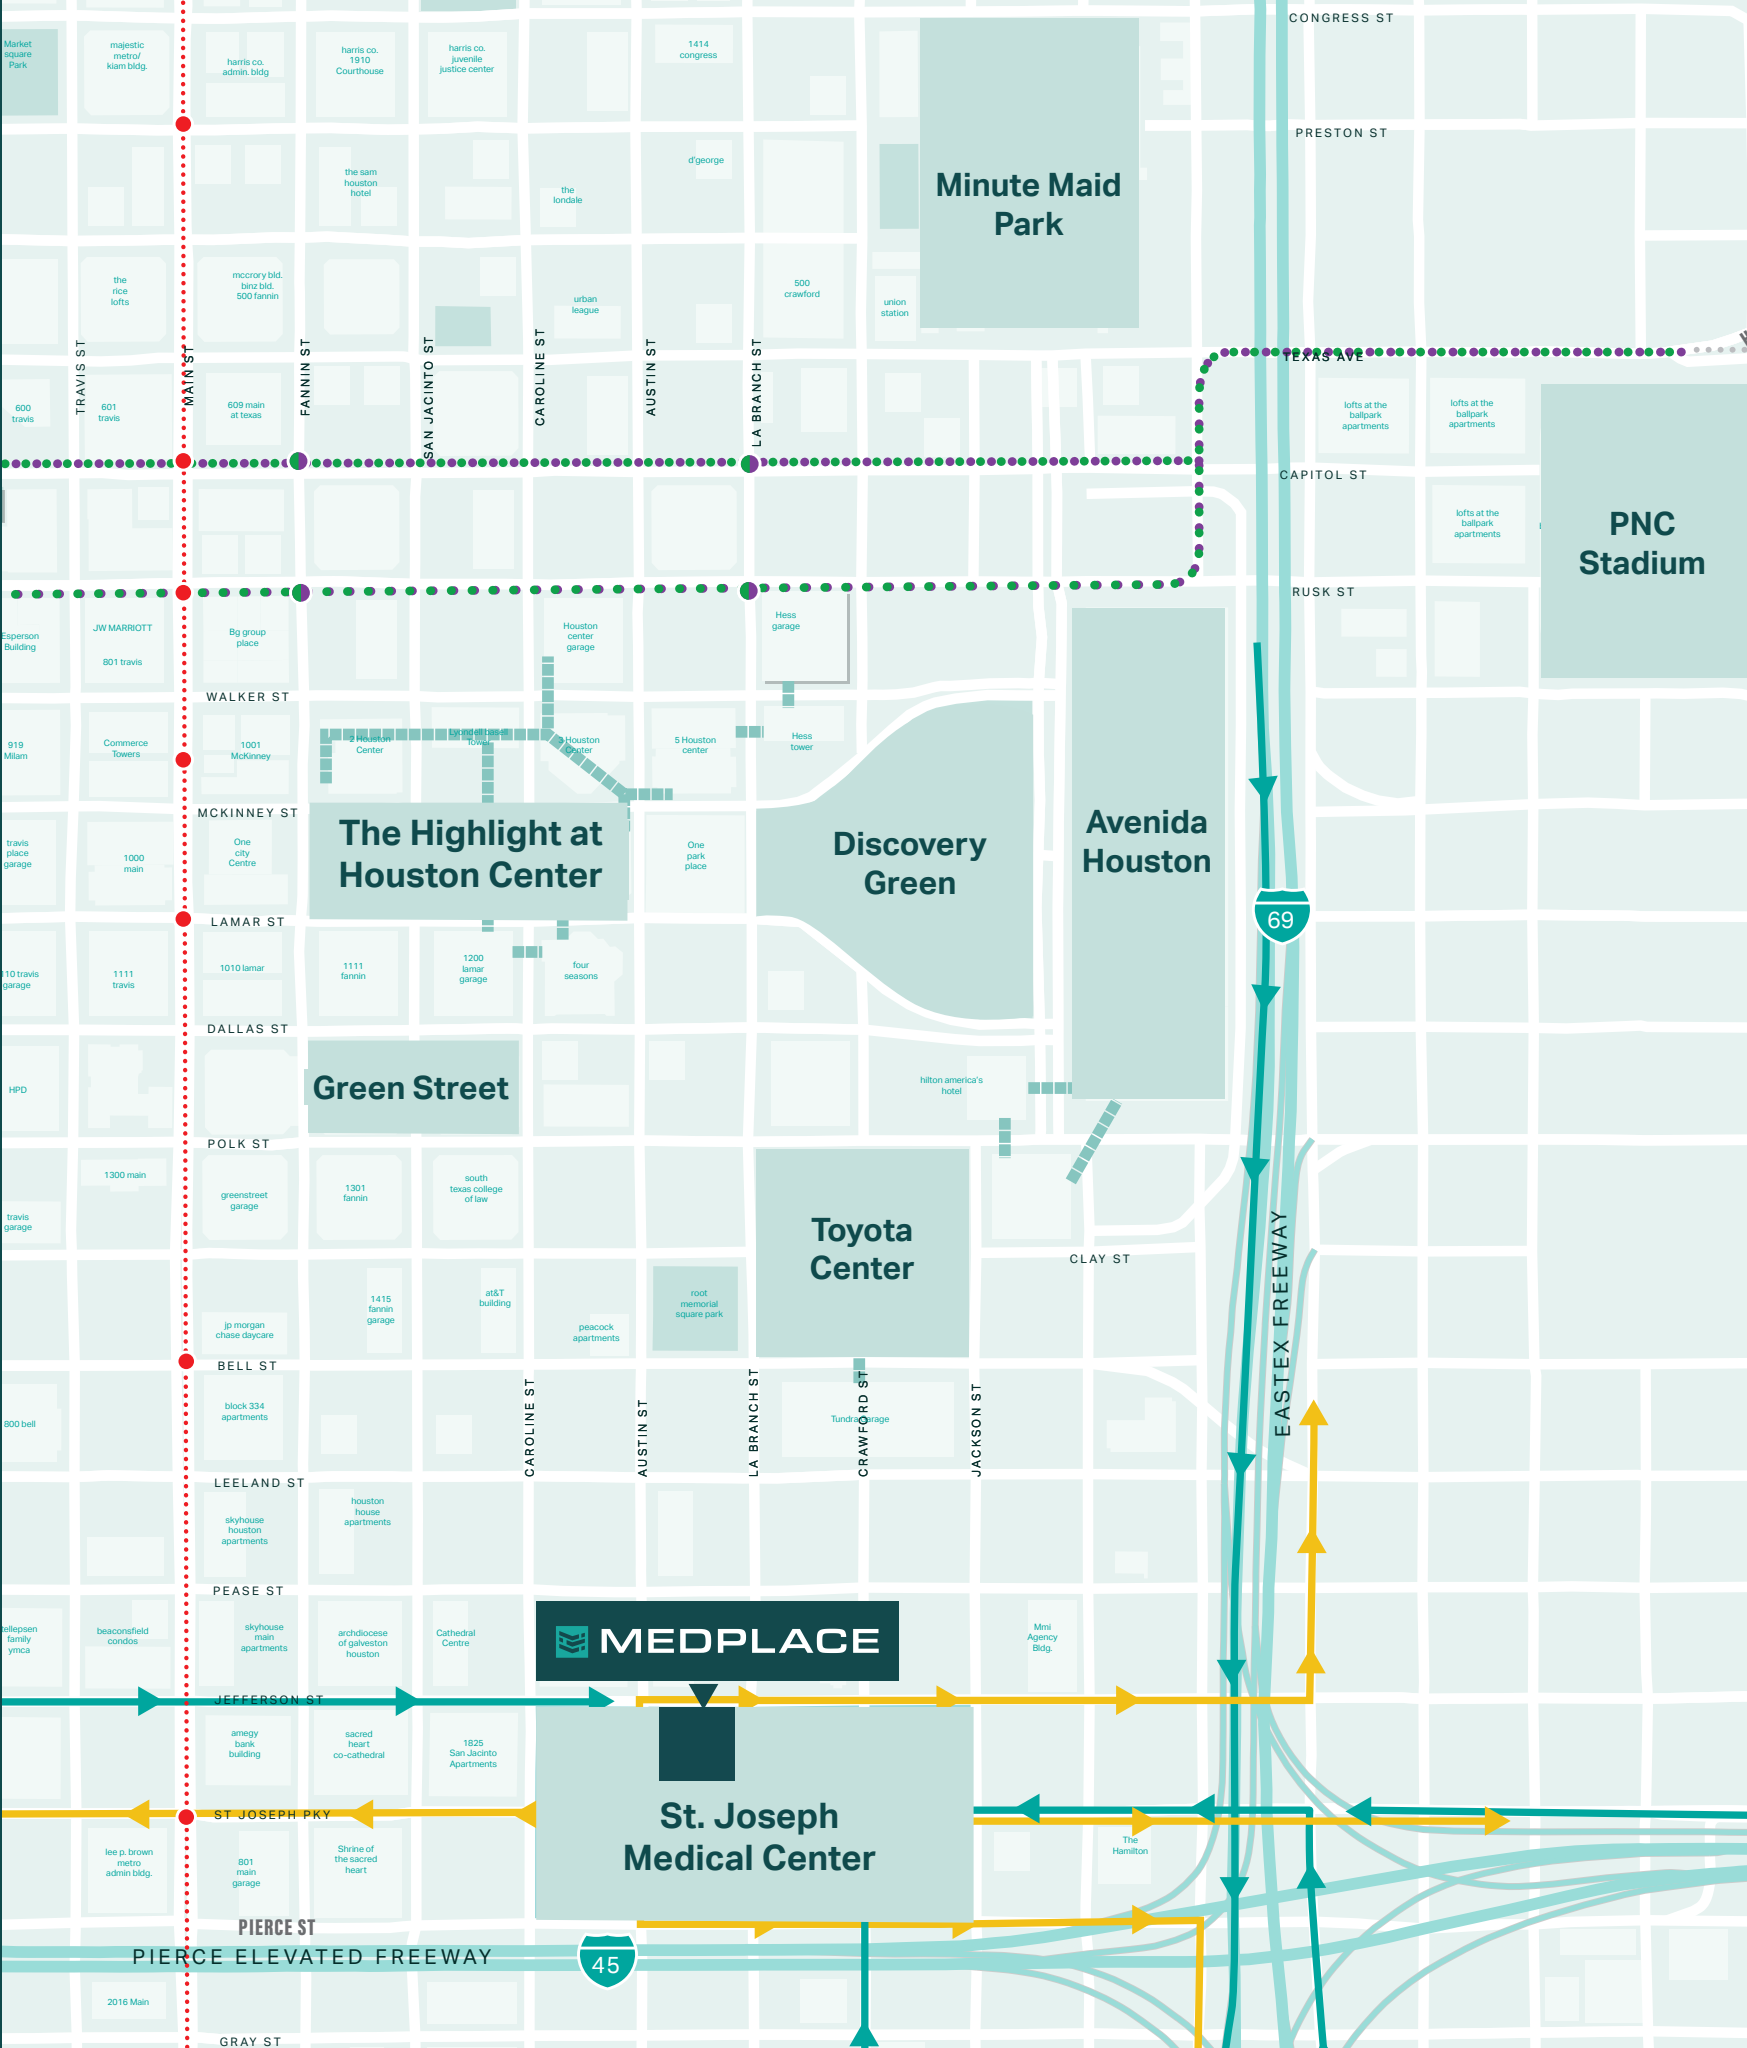 CONGRESS ST
Market
square
Park
majestic
metro/
kiam bldg.
harris co.
admin. bldg
harris co.
1910
Courthouse
harris co.
juvenile
justice center
1414
congress
PRESTON ST
the sam
houston
hotel
the
londale
d'george
Minute Maid
Park
the
rice
lofts
mccrory bld.
binz bld.
500 fannin
urban
league
500
crawford
union
station
TRAVIS ST
MAIN ST
FANNIN ST
SAN JACINTO ST
CAROLINE ST
AUSTIN ST
LA BRANCH ST
TEXAS AVE
600
travis
601
travis
609 main
at texas
lofts at the
ballpark
apartments
lofts at the
ballpark
apartments
CAPITOL ST
lofts at the
ballpark
apartments
PNC
Stadium
RUSK ST
Esperson
Building
JW MARRIOTT
801 travis
Bg group
place
Houston
center
garage
Hess
garage
WALKER ST
919
Milam
Commerce
Towers
1001
McKinney
2 Houston
Center
Lyondell basell
Tower
3 Houston
Center
5 Houston
center
Hess
tower
MCKINNEY ST
travis
place
garage
1000
main
One
city
Centre
The Highlight at
Houston Center
One
park
place
Discovery
Green
Avenida
Houston
69
LAMAR ST
110 travis
garage
1111
travis
1010 lamar
1111
fannin
1200
lamar
garage
four
seasons
DALLAS ST
HPD
Green Street
hilton america's
hotel
POLK ST
1300 main
travis
garage
greenstreet
garage
1301
fannin
south
texas college
of law
Toyota
Center
CLAY ST
EASTEX FREEWAY
jp morgan
chase daycare
1415
fannin
garage
at&T
building
peacock
apartments
root
memorial
square park
BELL ST
800 bell
block 334
apartments
CAROLINE ST
AUSTIN ST
LA BRANCH ST
CRAWFORD ST
JACKSON ST
Tundra garage
LEELAND ST
skyhouse
houston
apartments
houston
house
apartments
PEASE ST
tellepsen
family
ymca
beaconsfield
condos
skyhouse
main
apartments
archdiocese
of galveston
houston
Cathedral
Centre
MEDPLACE
Mmi
Agency
Bldg.
JEFFERSON ST
amegy
bank
building
sacred
heart
co-cathedral
1825
San Jacinto
Apartments
ST JOSEPH PKY
St. Joseph
Medical Center
The
Hamilton
lee p. brown
metro
admin bldg.
801
main
garage
Shrine of
the sacred
heart
PIERCE ST
PIERCE ELEVATED FREEWAY
45
2016 Main
GRAY ST